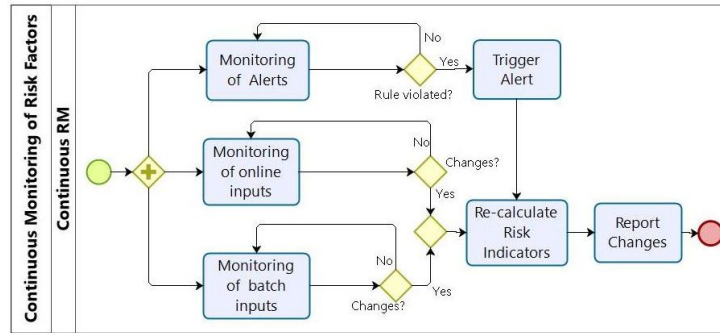 Continuous Monitoring of Risk Factors
Continuous RM
No
Monitoring
of Alerts
Yes
Rule violated?
Trigger
Alert
No
Monitoring
of online
inputs
Changes?
Yes
Re-calculate
Risk
Indicators
Report
Changes
No
Monitoring
of batch
inputs
Changes?
Yes